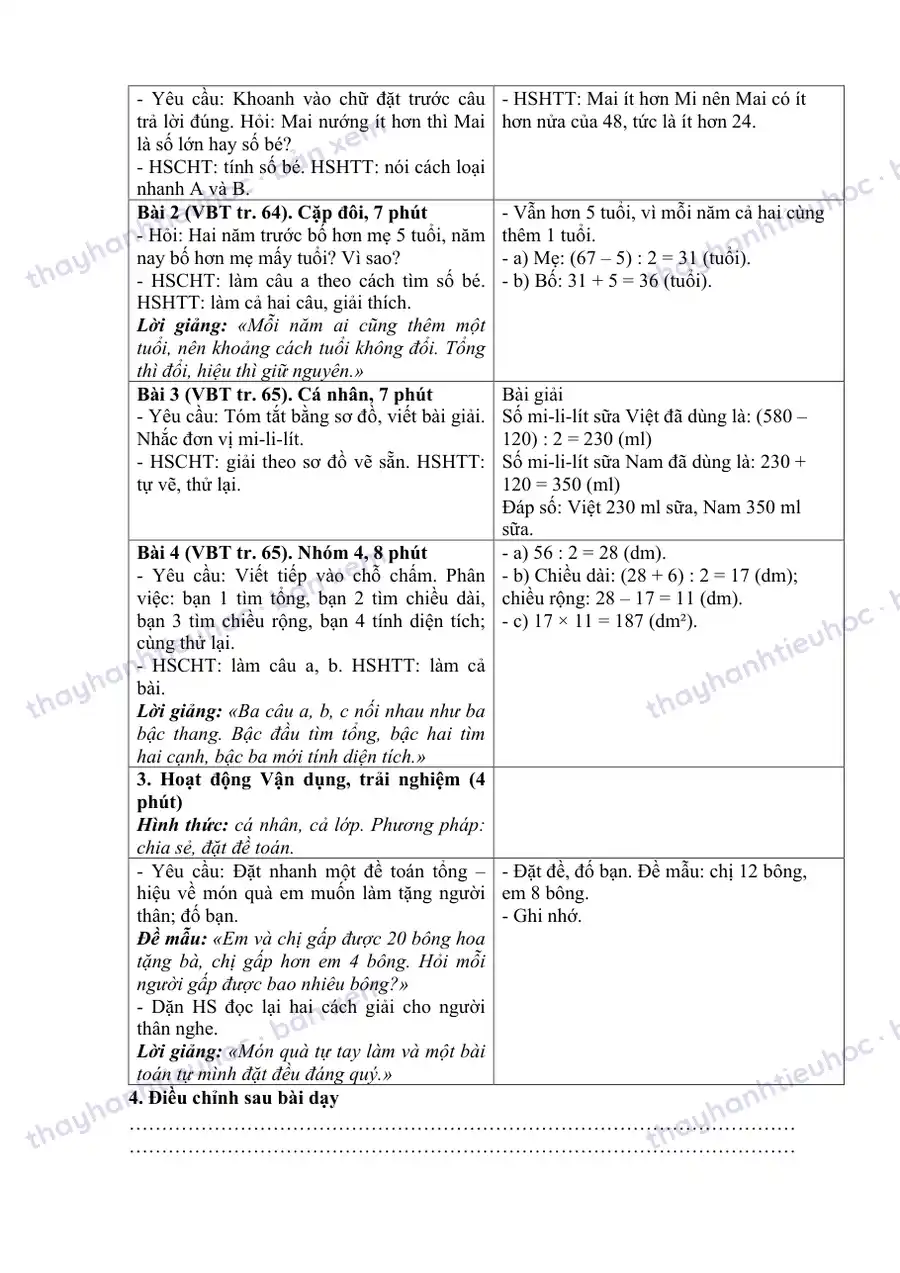 - Yêu cầu: Khoanh vào chữ đặt trước câu
trả lời đúng. Hỏi: Mai nướng ít hơn thì Mai
là số lớn hay số bé?
- HSCHT: tính số bé. HSHTT: nói cách loại
nhanh A và B.
- HSHTT: Mai ít hơn Mi nên Mai có ít
hơn nửa của 48, tức là ít hơn 24.
Bài 2 (VBT tr. 64). Cặp đôi, 7 phút
- Hỏi: Hai năm trước bố hơn mẹ 5 tuổi, năm
nay bố hơn mẹ mấy tuổi? Vì sao?
- HSCHT: làm câu a theo cách tìm số bé.
HSHTT: làm cả hai câu, giải thích.
Lời giảng: «Mỗi năm ai cũng thêm một
tuổi, nên khoảng cách tuổi không đổi. Tổng
thì đổi, hiệu thì giữ nguyên.»
- Vẫn hơn 5 tuổi, vì mỗi năm cả hai cùng
thêm 1 tuổi.
- a) Mẹ: (67 – 5) : 2 = 31 (tuổi).
- b) Bố: 31 + 5 = 36 (tuổi).
Bài 3 (VBT tr. 65). Cá nhân, 7 phút
- Yêu cầu: Tóm tắt bằng sơ đồ, viết bài giải.
Nhắc đơn vị mi-li-lít.
- HSCHT: giải theo sơ đồ vẽ sẵn. HSHTT:
tự vẽ, thử lại.
Bài giải
Số mi-li-lít sữa Việt đã dùng là: (580 –
120) : 2 = 230 (ml)
Số mi-li-lít sữa Nam đã dùng là: 230 +
120 = 350 (ml)
Đáp số: Việt 230 ml sữa, Nam 350 ml
sữa.
Bài 4 (VBT tr. 65). Nhóm 4, 8 phút
- Yêu cầu: Viết tiếp vào chỗ chấm. Phân
việc: bạn 1 tìm tổng, bạn 2 tìm chiều dài,
bạn 3 tìm chiều rộng, bạn 4 tính diện tích;
cùng thử lại.
- HSCHT: làm câu a, b. HSHTT: làm cả
bài.
Lời giảng: «Ba câu a, b, c nối nhau như ba
bậc thang. Bậc đầu tìm tổng, bậc hai tìm
hai cạnh, bậc ba mới tính diện tích.»
- a) 56 : 2 = 28 (dm).
- b) Chiều dài: (28 + 6) : 2 = 17 (dm);
chiều rộng: 28 – 17 = 11 (dm).
- c) 17 × 11 = 187 (dm²).
3. Hoạt động Vận dụng, trải nghiệm (4
phút)
Hình thức: cá nhân, cả lớp. Phương pháp:
chia sẻ, đặt đề toán.
- Yêu cầu: Đặt nhanh một đề toán tổng –
hiệu về món quà em muốn làm tặng người
thân; đố bạn.
Đề mẫu: «Em và chị gấp được 20 bông hoa
tặng bà, chị gấp hơn em 4 bông. Hỏi mỗi
người gấp được bao nhiêu bông?»
- Dặn HS đọc lại hai cách giải cho người
thân nghe.
Lời giảng: «Món quà tự tay làm và một bài
toán tự mình đặt đều đáng quý.»
- Đặt đề, đố bạn. Đề mẫu: chị 12 bông,
em 8 bông.
- Ghi nhớ.
4. Điều chỉnh sau bài dạy
thayhanhtieuhoc · bản xem
thayhanhtieuhoc · b
thayhanhtieuhoc · bản xem
thayhanhtieuhoc · b
thayhanhtieuhoc · bản xem
thayhanhtieuhoc · b